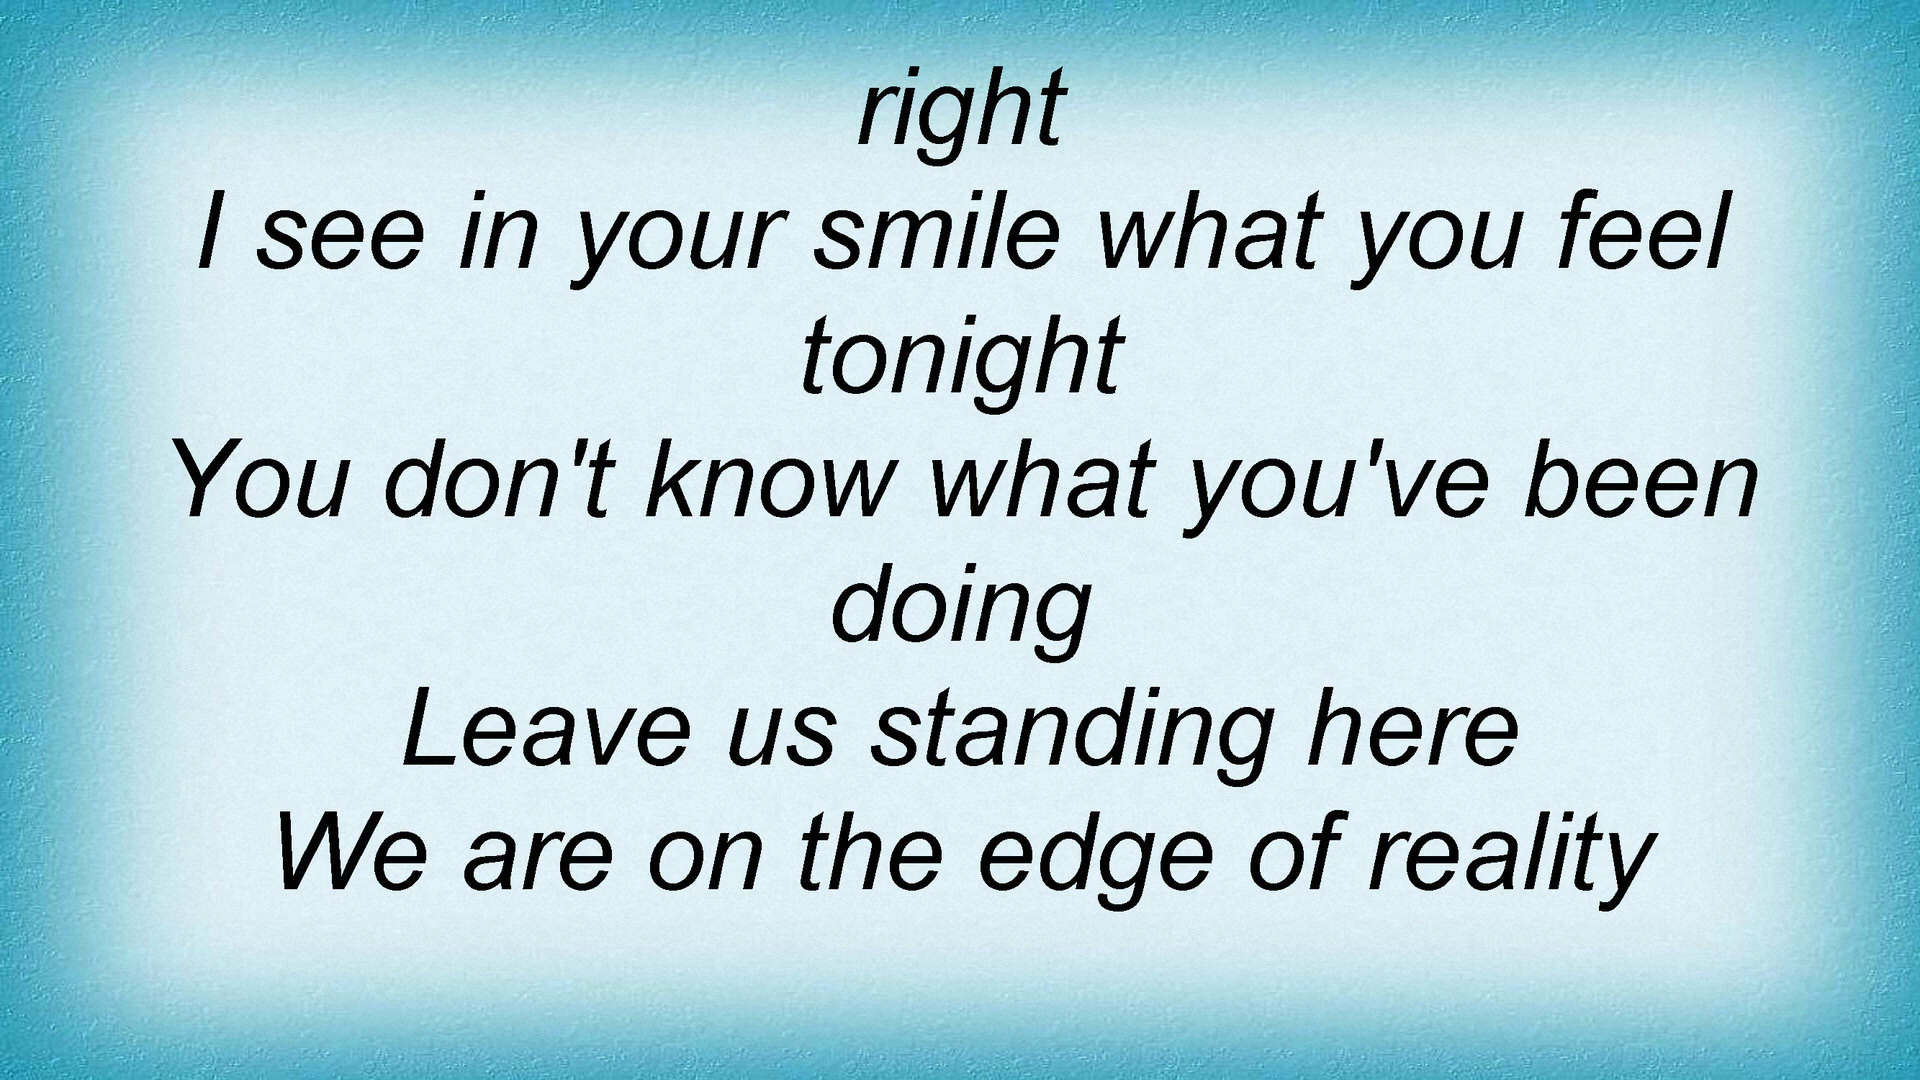 right
I see in your smile what you feel
tonight
You don't know what you've been
doing
Leave us standing here
We are on the edge of reality